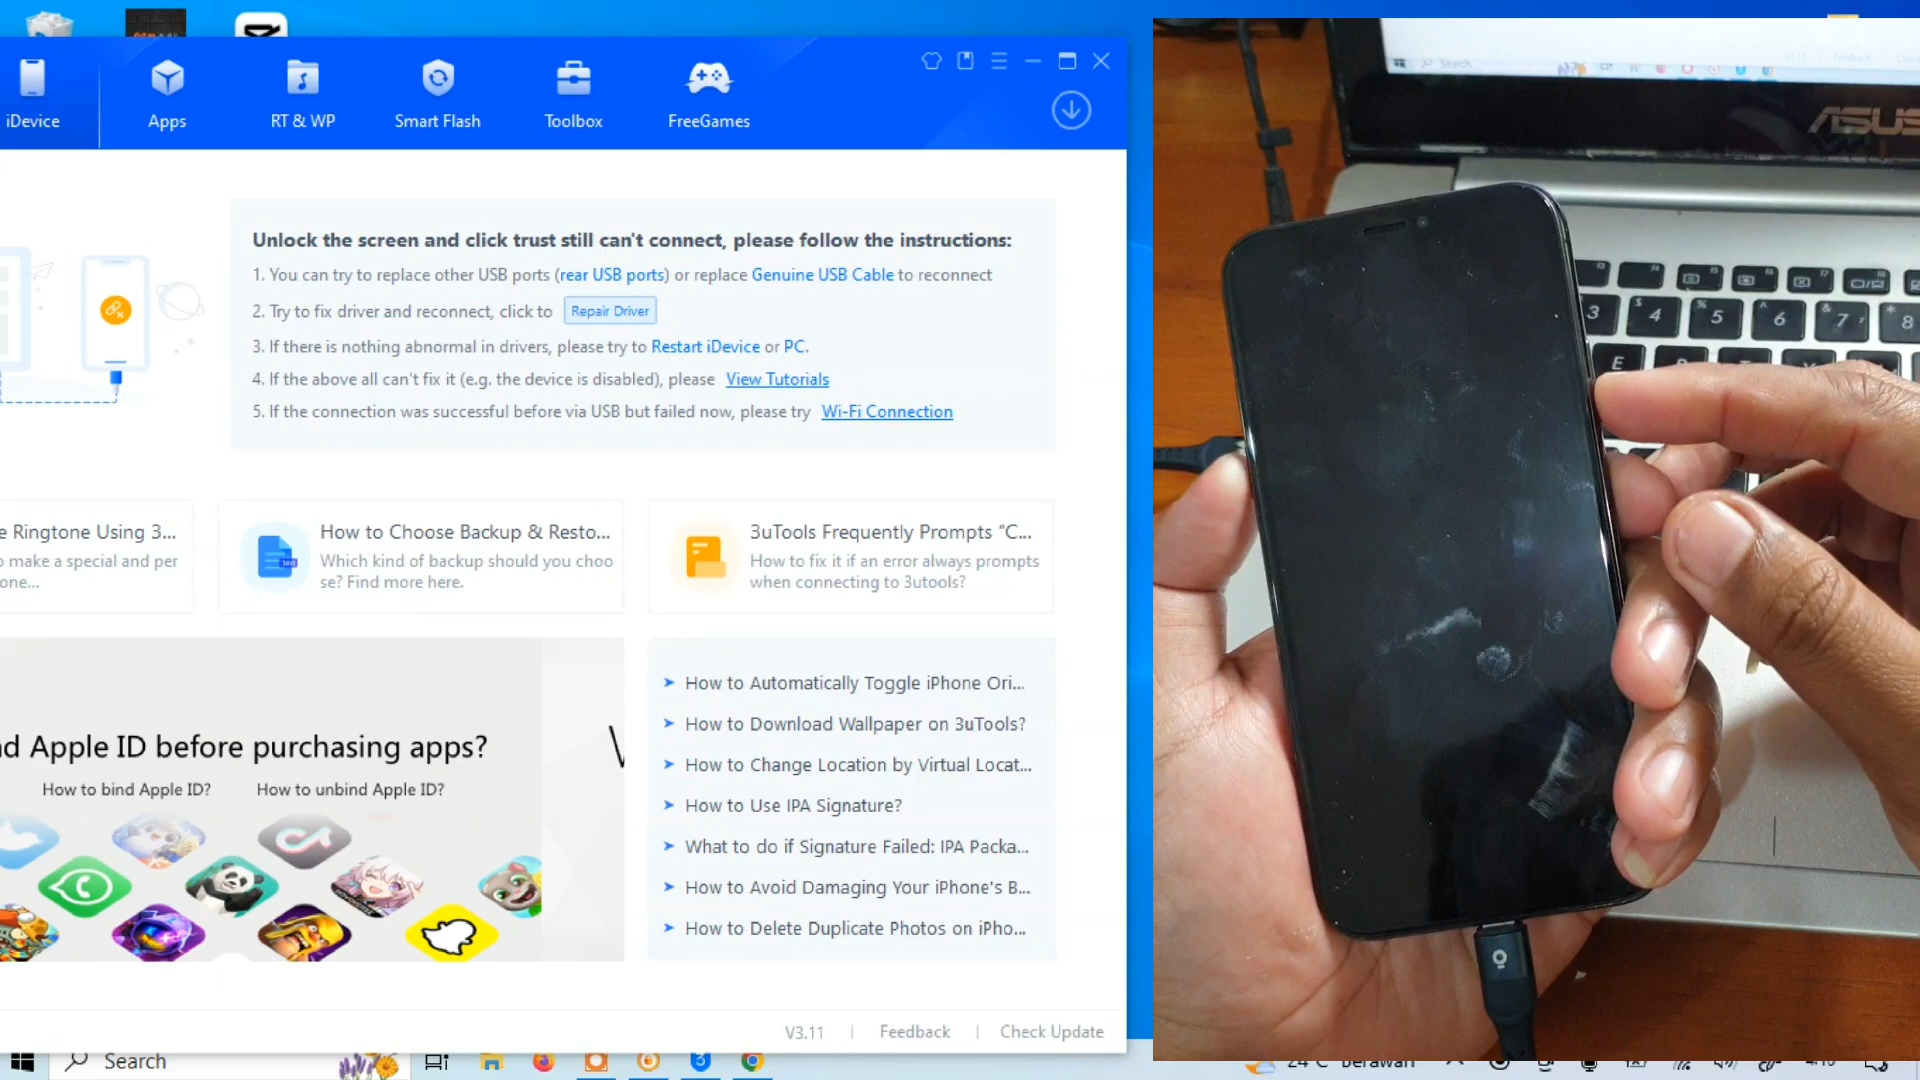 iDevice
Apps
RT & WP
Smart Flash
Toolbox
FreeGames
Unlock the screen and click trust still can't connect, please follow the instructions:
1. You can try to replace other USB ports (rear USB ports) or replace Genuine USB Cable to reconnect
2. Try to fix driver and reconnect, click to Repair Driver
3. If there is nothing abnormal in drivers, please try to Restart iDevice or PC.
4. If the above all can't fix it (e.g. the device is disabled), please View Tutorials
5. If the connection was successful before via USB but failed now, please try Wi-Fi Connection
e Ringtone Using 3...
make a special and per
one...
How to Choose Backup & Resto...
Which kind of backup should you choo
se? Find more here.
3uTools Frequently Prompts “C...
How to fix it if an error always prompts
when connecting to 3utools?
d Apple ID before purchasing apps?
How to bind Apple ID?
How to unbind Apple ID?
➤ How to Automatically Toggle iPhone Ori...
➤ How to Download Wallpaper on 3uTools?
➤ How to Change Location by Virtual Locat...
➤ How to Use IPA Signature?
➤ What to do if Signature Failed: IPA Packa...
➤ How to Avoid Damaging Your iPhone's B...
➤ How to Delete Duplicate Photos on iPho...
V3.11
Feedback
Check Update
Search
24°C Berawan
Search
ASUS
3
$ 4
% 5
^ 6
& 7
* 8
E